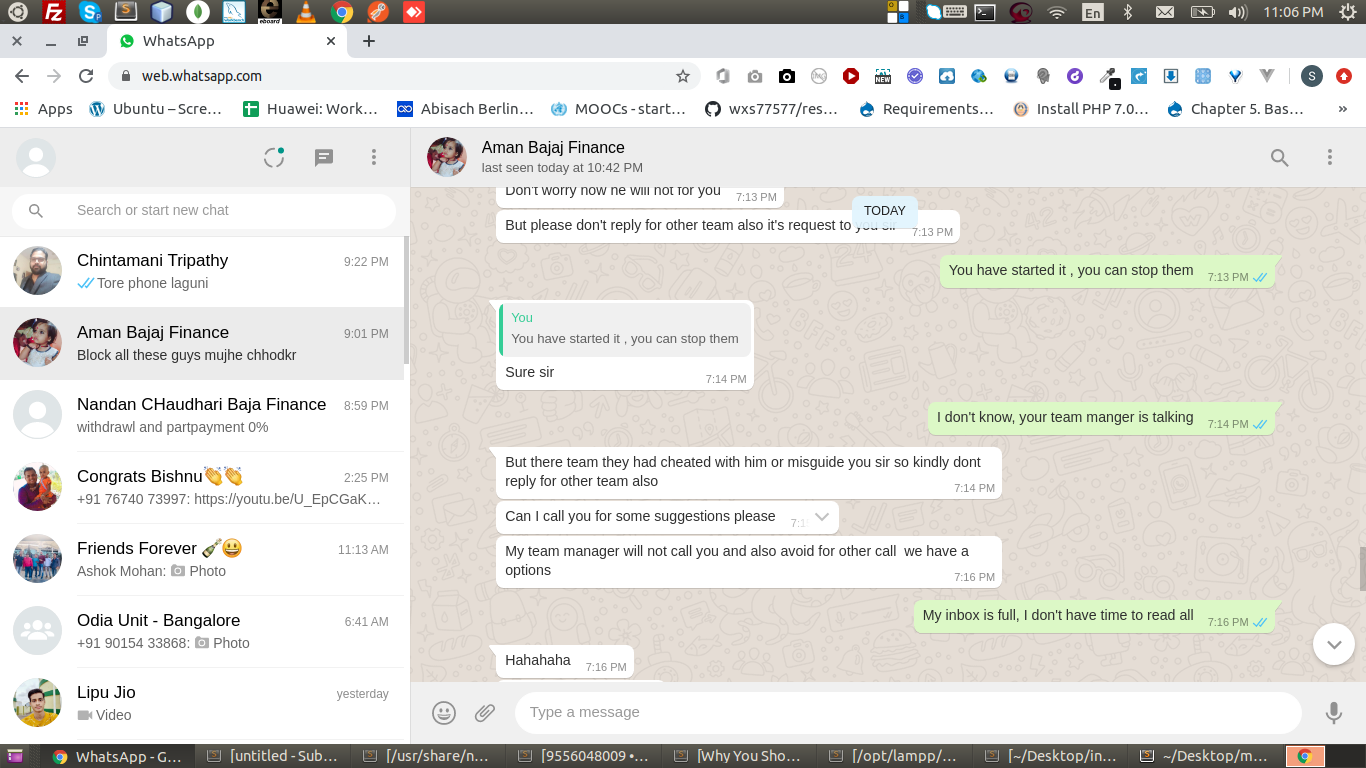 eboard
En
11:06 PM
WhatsApp
web.whatsapp.com
NEW
S
Apps
Ubuntu – Scre…
Huawei: Work…
Abisach Berlin…
MOOCs - start…
wxs77577/res…
Requirements…
Install PHP 7.0…
Chapter 5. Bas…
»
Search or start new chat
Chintamani Tripathy
9:22 PM
Tore phone laguni
Aman Bajaj Finance
9:01 PM
Block all these guys mujhe chhodkr
Nandan CHaudhari Baja Finance
8:59 PM
withdrawl and partpayment 0%
Congrats Bishnu👏👏
2:25 PM
+91 76740 73997: https://youtu.be/U_EpCGaK…
Friends Forever 🍾😃
11:13 AM
Ashok Mohan: Photo
Odia Unit - Bangalore
6:41 AM
+91 90154 33868: Photo
Lipu Jio
yesterday
Video
Aman Bajaj Finance
last seen today at 10:42 PM
Don't worry now he will not for you
7:13 PM
TODAY
But please don't reply for other team also it's request to you sir
7:13 PM
You have started it , you can stop them
7:13 PM
You
You have started it , you can stop them
Sure sir
7:14 PM
I don't know, your team manger is talking
7:14 PM
But there team they had cheated with him or misguide you sir so kindly dont
reply for other team also
7:14 PM
Can I call you for some suggestions please
My team manager will not call you and also avoid for other call  we have a
options
7:16 PM
My inbox is full, I don't have time to read all
7:16 PM
Hahahaha
7:16 PM
Type a message
WhatsApp - G…
[untitled - Sub…
[/usr/share/n…
[9556048009 •…
[Why You Sho…
[/opt/lampp/…
[~/Desktop/in…
~/Desktop/m…